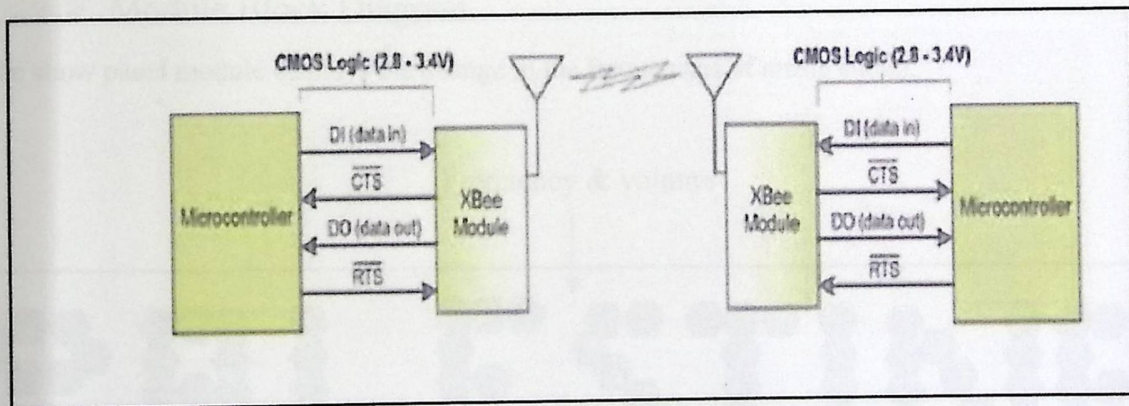 CMOS Logic (2.8 - 3.4V)
DI (data in)
CTS
DO (data out)
RTS
Microcontroller
XBee
Module
CMOS Logic (2.8 - 3.4V)
DI (data in)
CTS
DO (data out)
RTS
XBee
Module
Microcontroller